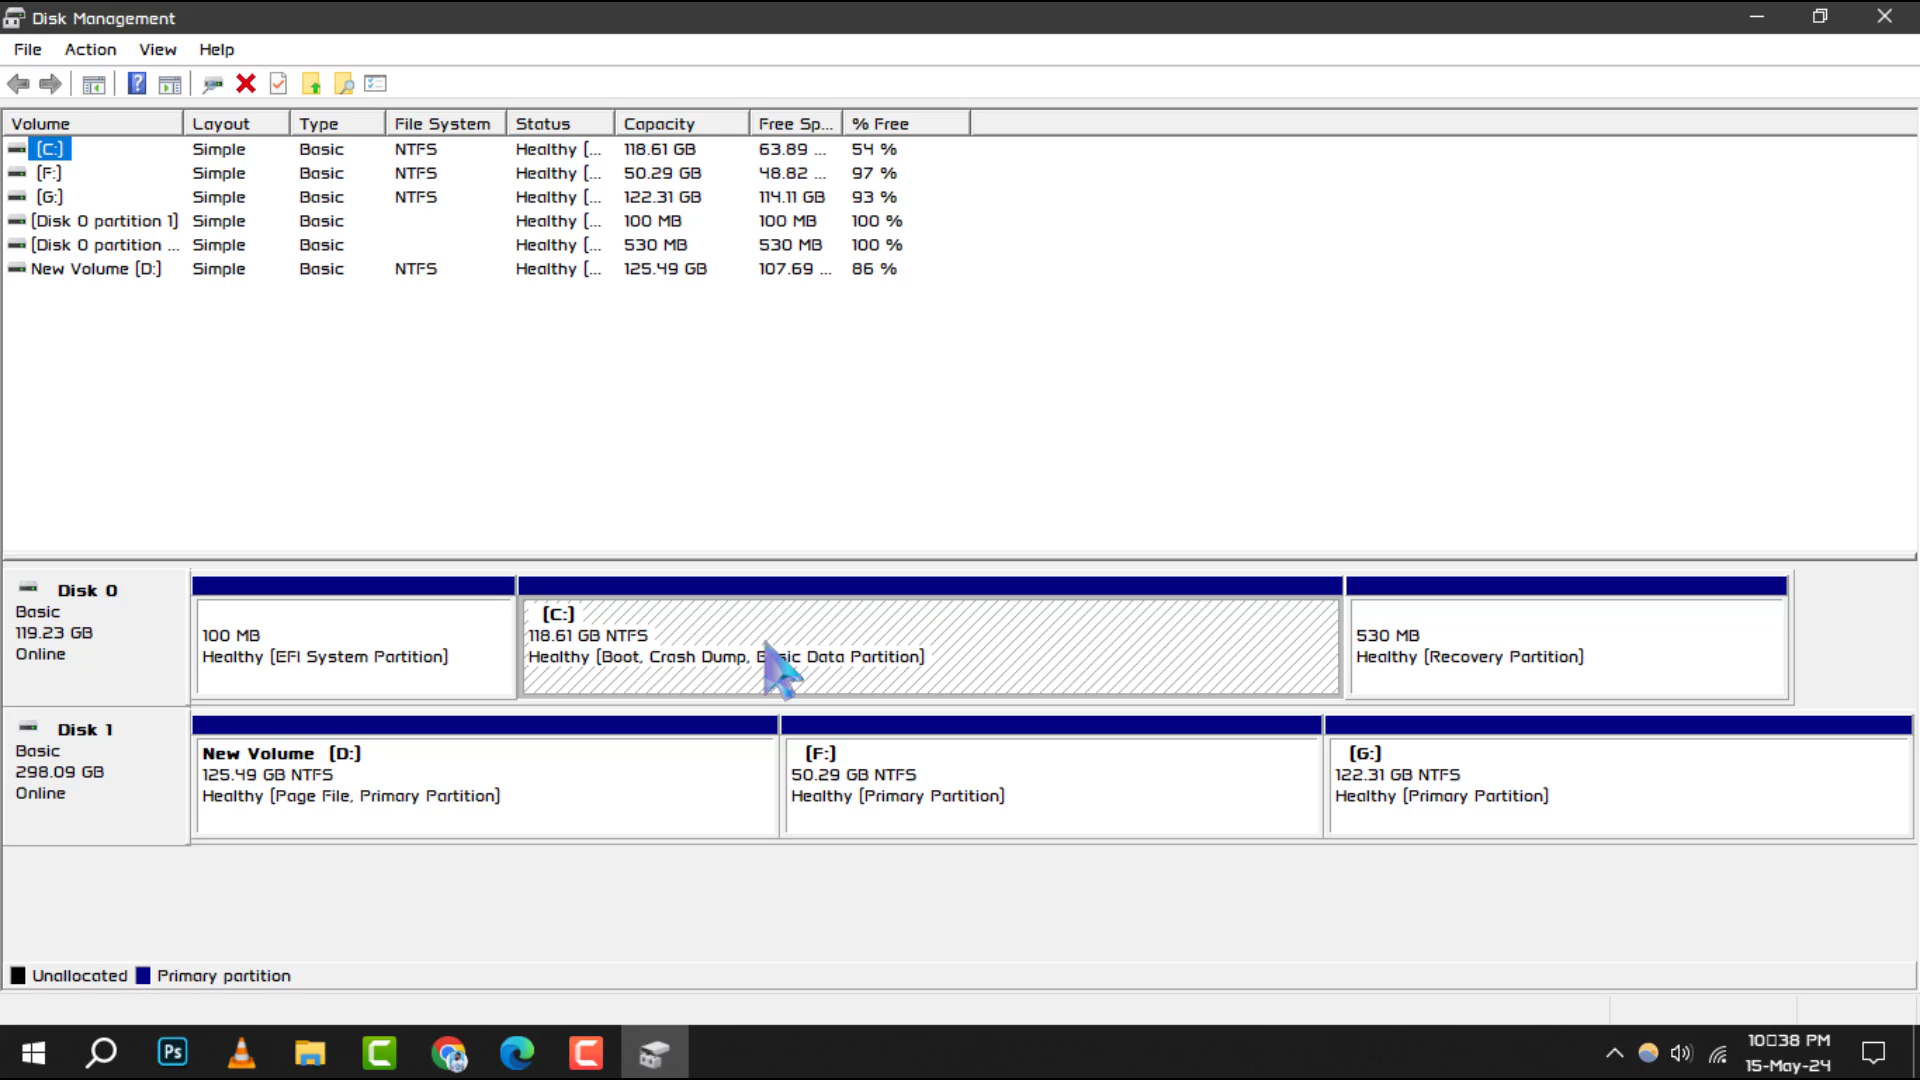 Disk Management
File Action View Help
Volume Layout Type File System Status Capacity Free Sp... % Free
(C:) Simple Basic NTFS Healthy (... 118.61 GB 63.89 ... 54 %
(F:) Simple Basic NTFS Healthy (... 50.29 GB 48.82 ... 97 %
(G:) Simple Basic NTFS Healthy (... 122.31 GB 114.11 GB 93 %
(Disk 0 partition 1) Simple Basic Healthy (... 100 MB 100 MB 100 %
(Disk 0 partition ... Simple Basic Healthy (... 530 MB 530 MB 100 %
New Volume (D:) Simple Basic NTFS Healthy (... 125.49 GB 107.69 ... 86 %
Disk 0
Basic
119.23 GB
Online
100 MB
Healthy (EFI System Partition)
(C:)
118.61 GB NTFS
Healthy (Boot, Crash Dump, Basic Data Partition)
530 MB
Healthy (Recovery Partition)
Disk 1
Basic
298.09 GB
Online
New Volume (D:)
125.49 GB NTFS
Healthy (Page File, Primary Partition)
(F:)
50.29 GB NTFS
Healthy (Primary Partition)
(G:)
122.31 GB NTFS
Healthy (Primary Partition)
Unallocated Primary partition
Ps
10□38 PM
15-May-24